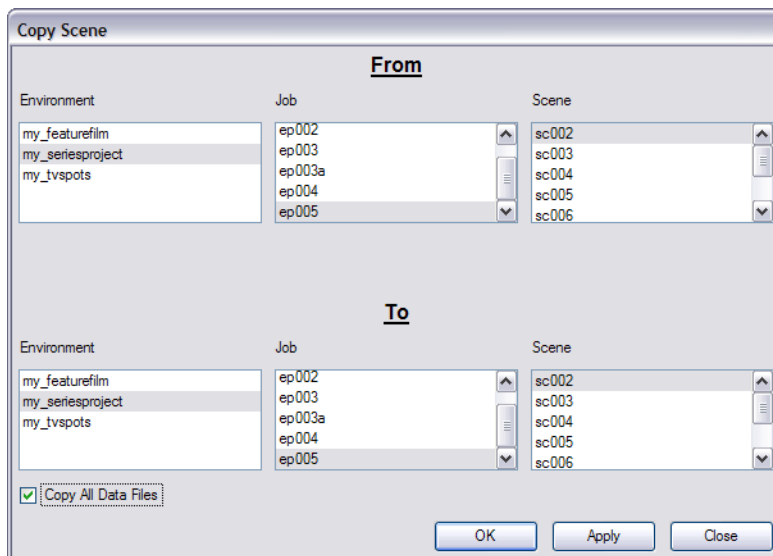 Copy Scene
From
Environment
Job
Scene
my_featurefilm
my_seriesproject
my_tvspots
ep002
ep003
ep003a
ep004
ep005
sc002
sc003
sc004
sc005
sc006
To
Environment
Job
Scene
my_featurefilm
my_seriesproject
my_tvspots
ep002
ep003
ep003a
ep004
ep005
sc002
sc003
sc004
sc005
sc006
Copy All Data Files
OK
Apply
Close